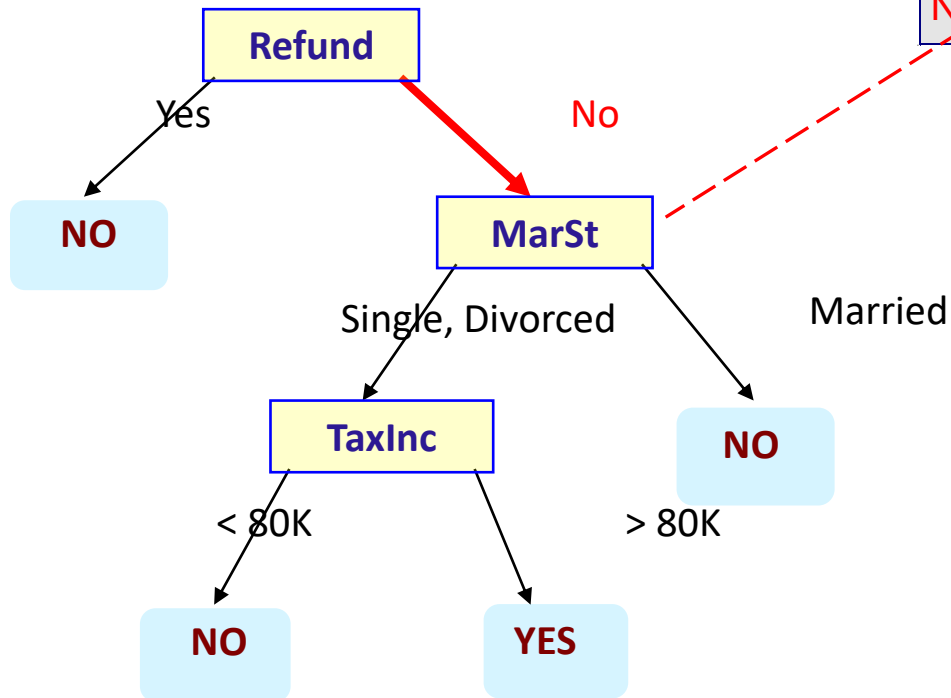 Refund
Yes
No
NO
MarSt
Single, Divorced
Married
TaxInc
NO
< 80K
> 80K
NO
YES